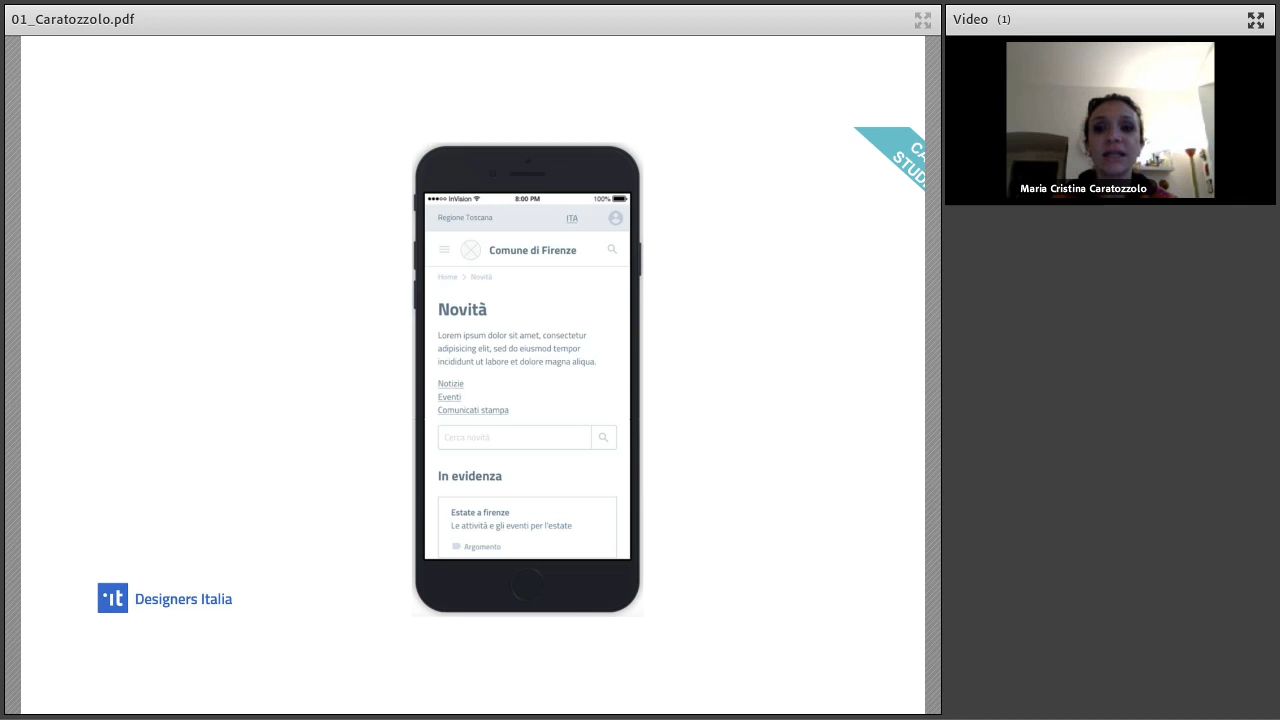 01_Caratozzolo.pdf
Video (1)
Maria Cristina Caratozzolo
InVision 8:00 PM 100%
Regione Toscana ITA
Comune di Firenze
Home > Novità
Novità
Lorem ipsum dolor sit amet, consectetur
adipisicing elit, sed do eiusmod tempor
incididunt ut labore et dolore magna aliqua.
Notizie
Eventi
Comunicati stampa
Cerca novità
In evidenza
Estate a firenze
Le attività e gli eventi per l'estate
Argomento
CA
STUD
it Designers Italia